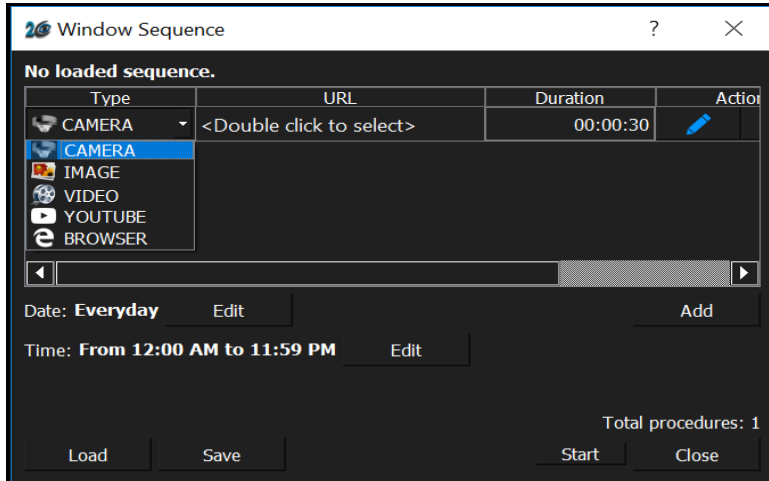 Window Sequence ?
No loaded sequence.
Type URL Duration Action
CAMERA <Double click to select> 00:00:30
CAMERA
IMAGE
VIDEO
YOUTUBE
BROWSER
Date: Everyday Edit Add
Time: From 12:00 AM to 11:59 PM Edit
Total procedures: 1
Load Save Start Close